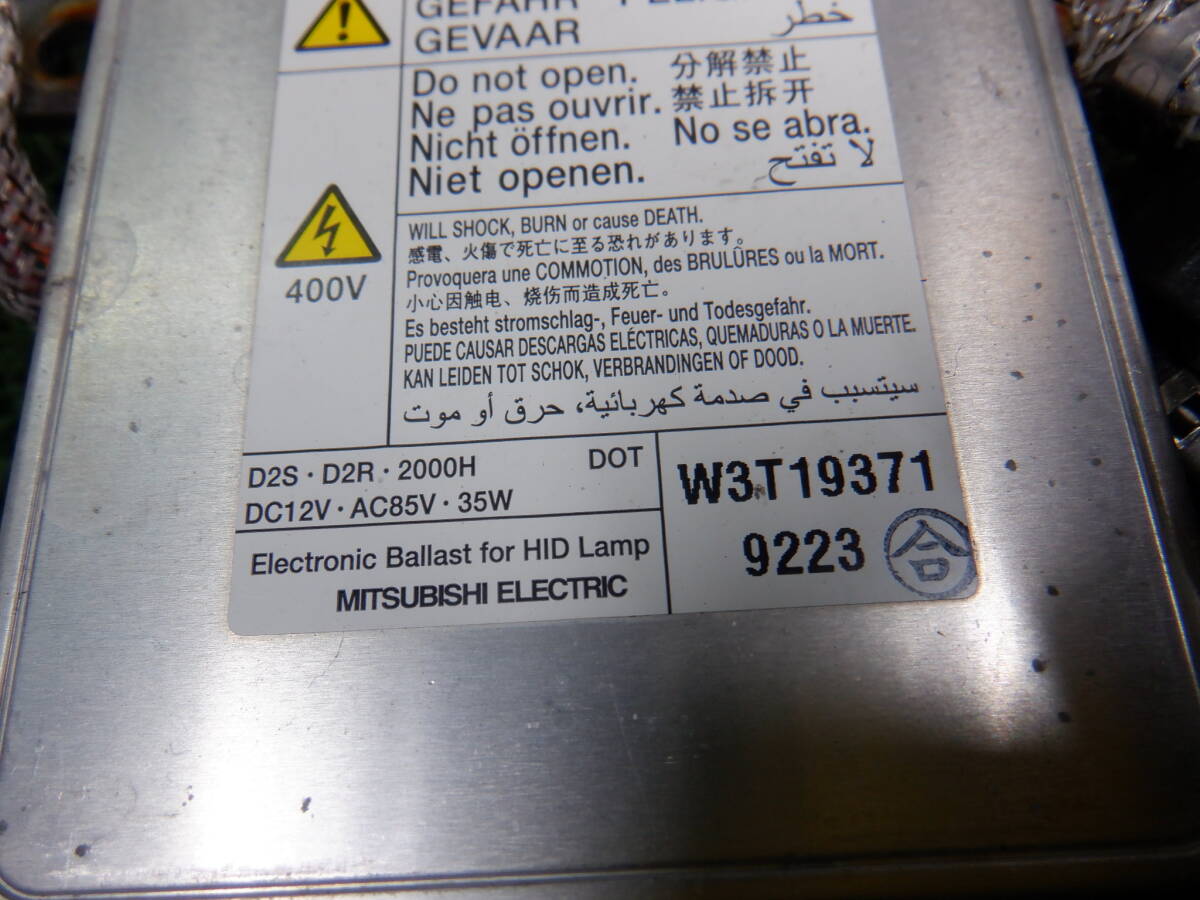 GEFAHR
GEVAAR
خطر
Do not open. 分解禁止
Ne pas ouvrir. 禁止拆开
Nicht öffnen. No se abra.
Niet openen. لا تفتح
400V
WILL SHOCK, BURN or cause DEATH.
感電、火傷で死亡に至る恐れがあります。
Provoquera une COMMOTION, des BRULÛRES ou la MORT.
小心因触电、烧伤而造成死亡。
Es besteht stromschlag-, Feuer- und Todesgefahr.
PUEDE CAUSAR DESCARGAS ELÉCTRICAS, QUEMADURAS O LA MUERTE.
KAN LEIDEN TOT SCHOK, VERBRANDINGEN OF DOOD.
سيتسبب في صدمة كهربائية، حرق أو موت
D2S · D2R · 2000H DOT
DC12V · AC85V · 35W
Electronic Ballast for HID Lamp
MITSUBISHI ELECTRIC
W3T19371
9223 合